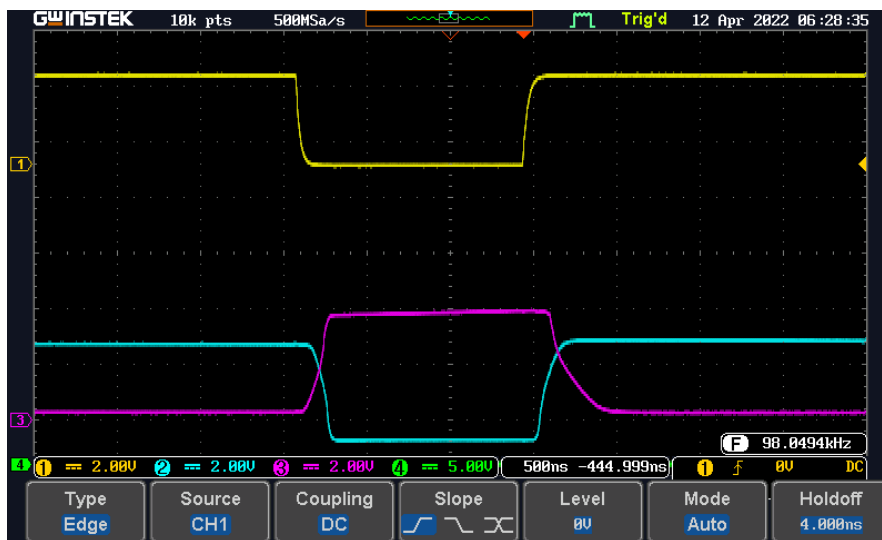 GWINSTEK 10k pts 500MSa/s Trig'd 12 Apr 2022 06:28:35
1
3
F 98.0494kHz
4 1 2.00V 2 2.00V 3 2.00V 4 5.00V 500ns -444.999ns 1 0V DC
Type Source Coupling Slope Level Mode Holdoff
Edge CH1 DC 0V Auto 4.000ns